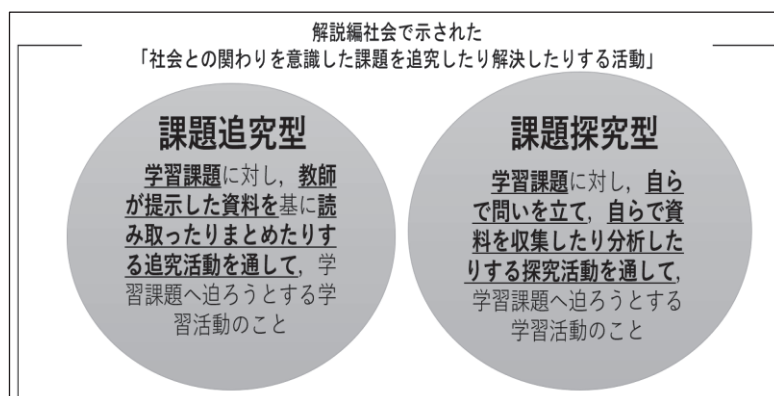 解説編社会で示された
「社会との関わりを意識した課題を追究したり解決したりする活動」
課題追究型
学習課題に対し，教師
が提示した資料を基に読
み取ったりまとめたりす
る追究活動を通して，学
習課題へ迫ろうとする学
習活動のこと
課題探究型
学習課題に対し，自ら
で問いを立て，自らで資
料を収集したり分析した
りする探究活動を通して，
学習課題へ迫ろうとする
学習活動のこと